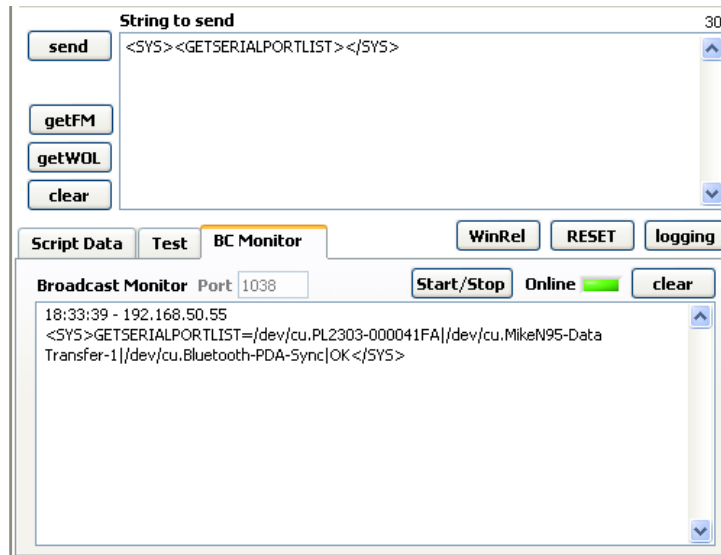 String to send
30
send
<SYS><GETSERIALPORTLIST></SYS>
getFM
getWOL
clear
Script Data
Test
BC Monitor
WinRel
RESET
logging
Broadcast Monitor Port 1038
Start/Stop
Online
clear
18:33:39 - 192.168.50.55
<SYS>GETSERIALPORTLIST=/dev/cu.PL2303-000041FA|/dev/cu.MikeN95-Data
Transfer-1|/dev/cu.Bluetooth-PDA-Sync|OK</SYS>